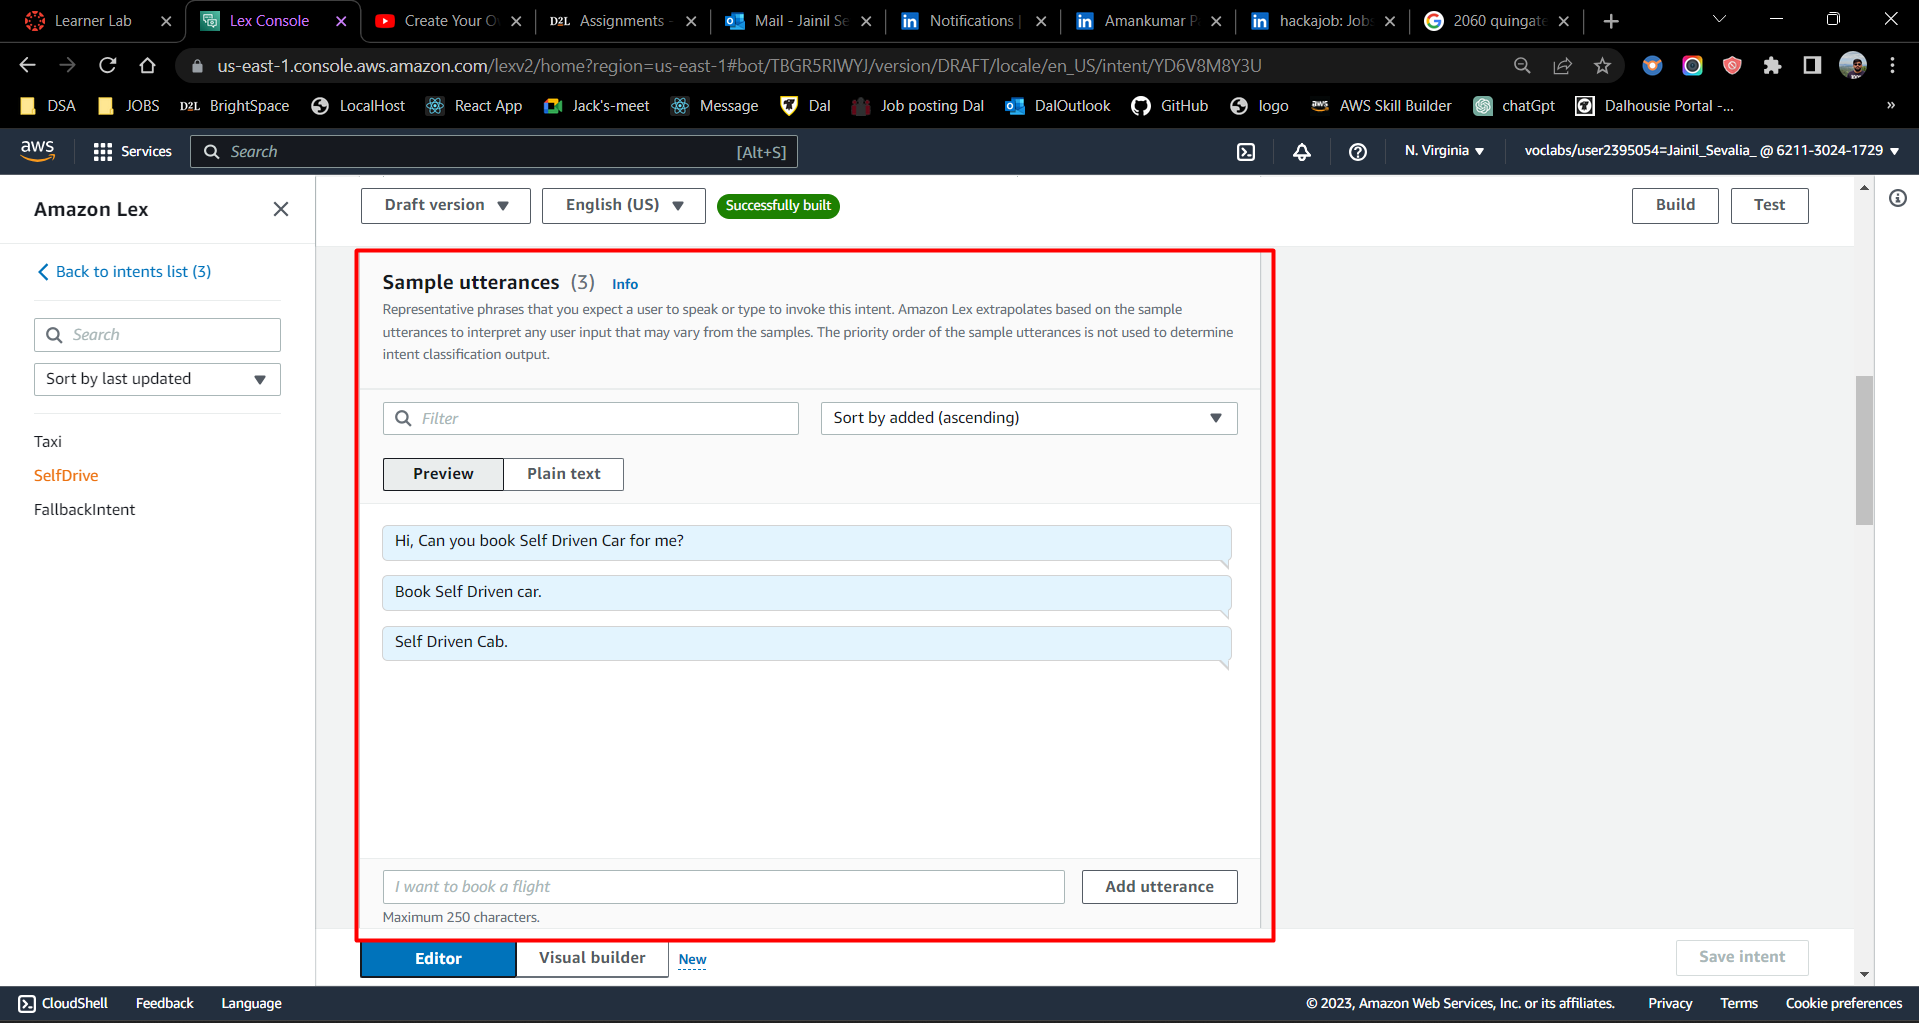 Learner Lab
Lex Console
Create Your O
D2L Assignments -
Mail - Jainil Se
in Notifications |
in Amankumar P
in hackajob: Job
G 2060 quingate
us-east-1.console.aws.amazon.com/lexv2/home?region=us-east-1#bot/TBGR5RIWYJ/version/DRAFT/locale/en_US/intent/YD6V8M8Y3U
DSA
JOBS
D2L BrightSpace
LocalHost
React App
Jack's-meet
Message
Dal
Job posting Dal
DalOutlook
GitHub
logo
aws AWS Skill Builder
chatGpt
Dalhousie Portal -...
»
aws
Services
Search
[Alt+S]
N. Virginia
voclabs/user2395054=Jainil_Sevalia_ @ 6211-3024-1729
Amazon Lex
Back to intents list (3)
Search
Sort by last updated
Taxi
SelfDrive
FallbackIntent
Draft version
English (US)
Successfully built
Build
Test
Sample utterances (3) Info
Representative phrases that you expect a user to speak or type to invoke this intent. Amazon Lex extrapolates based on the sample
utterances to interpret any user input that may vary from the samples. The priority order of the sample utterances is not used to determine
intent classification output.
Filter
Sort by added (ascending)
Preview
Plain text
Hi, Can you book Self Driven Car for me?
Book Self Driven car.
Self Driven Cab.
I want to book a flight
Add utterance
Maximum 250 characters.
Editor
Visual builder
New
Save intent
CloudShell
Feedback
Language
© 2023, Amazon Web Services, Inc. or its affiliates.
Privacy
Terms
Cookie preferences